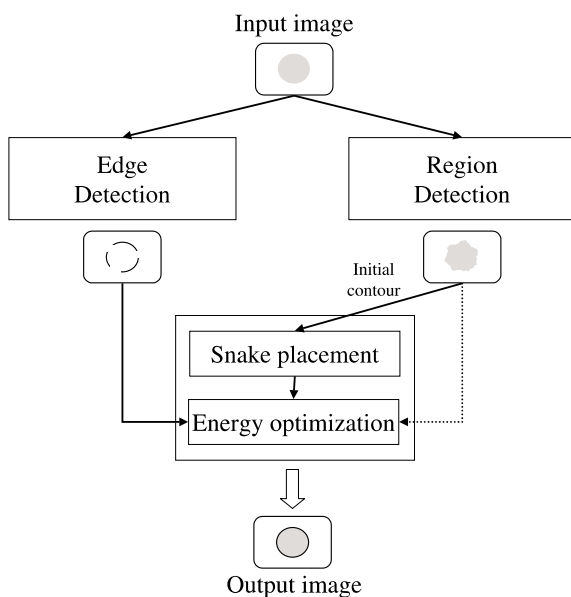 Input image
Edge
Detection
Region
Detection
Initial
contour
Snake placement
Energy optimization
Output image